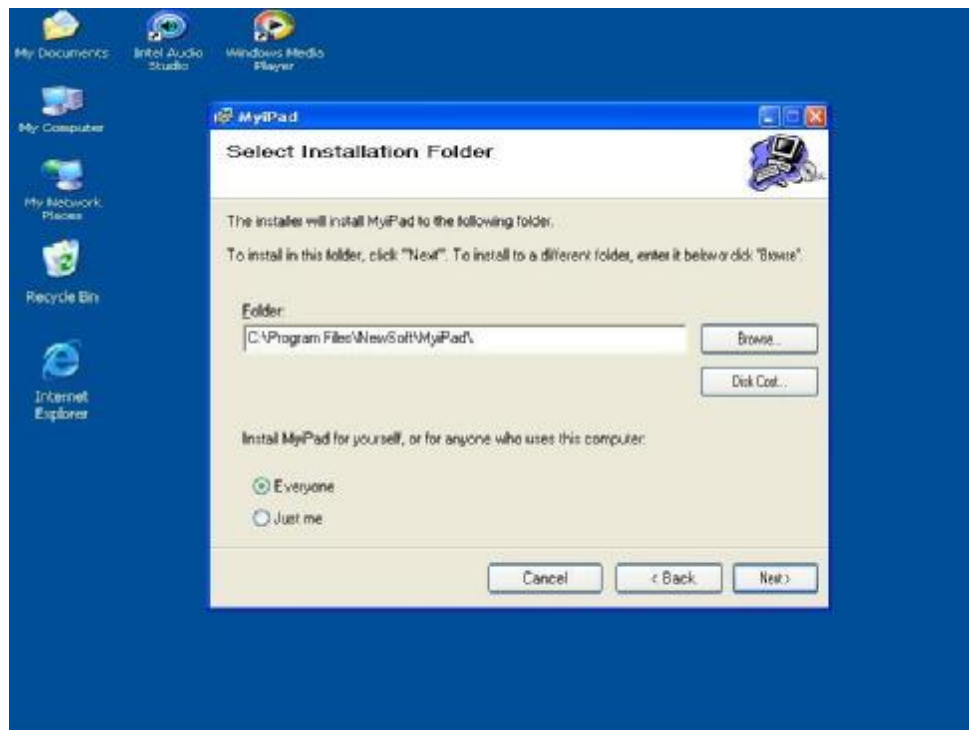 My Documents
Intel Audio
Studio
Windows Media
Player
My Computer
My Network
Places
Recycle Bin
Internet
Explorer
MyiPad
Select Installation Folder
The installer will install MyiPad to the following folder.
To install in this folder, click "Next". To install to a different folder, enter it below or click "Browse".
Folder:
C:\Program Files\NewSoft\MyiPad\
Browse...
Disk Cost...
Install MyiPad for yourself, or for anyone who uses this computer:
Everyone
Just me
Cancel
< Back
Next >